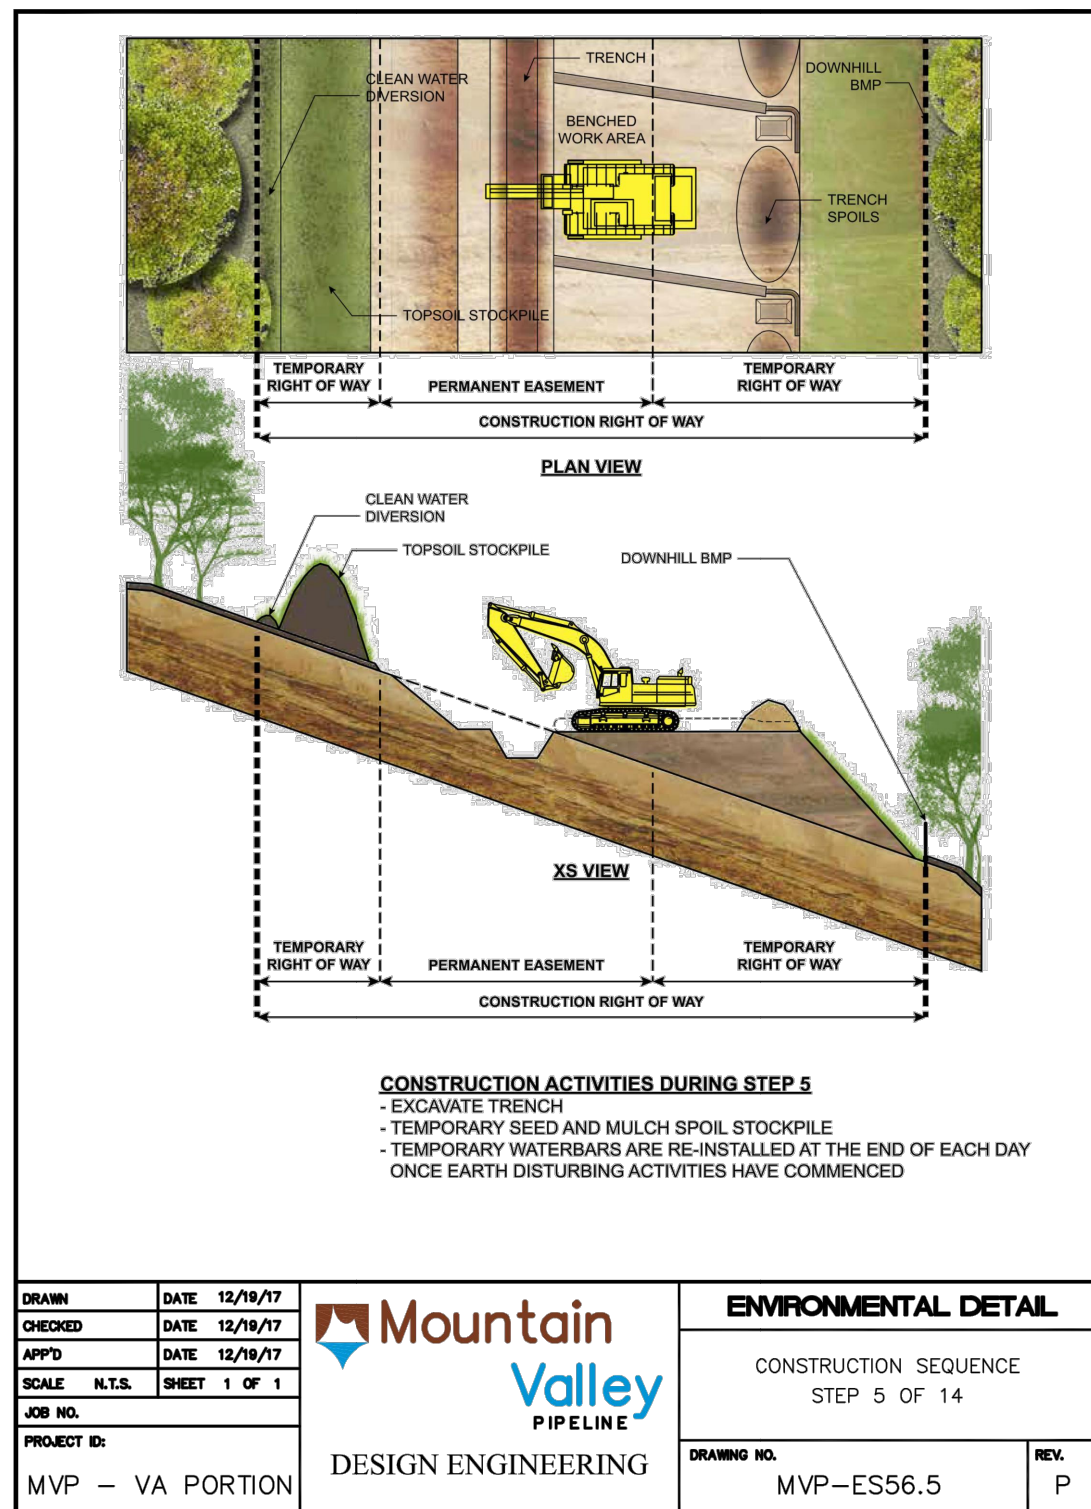 CLEAN WATER
DIVERSION
TRENCH
DOWNHILL
BMP
BENCHED
WORK AREA
TRENCH
SPOILS
TOPSOIL STOCKPILE
TEMPORARY
RIGHT OF WAY
PERMANENT EASEMENT
TEMPORARY
RIGHT OF WAY
CONSTRUCTION RIGHT OF WAY
PLAN VIEW
CLEAN WATER
DIVERSION
TOPSOIL STOCKPILE
DOWNHILL BMP
XS VIEW
TEMPORARY
RIGHT OF WAY
PERMANENT EASEMENT
TEMPORARY
RIGHT OF WAY
CONSTRUCTION RIGHT OF WAY
CONSTRUCTION ACTIVITIES DURING STEP 5
- EXCAVATE TRENCH
- TEMPORARY SEED AND MULCH SPOIL STOCKPILE
- TEMPORARY WATERBARS ARE RE-INSTALLED AT THE END OF EACH DAY
ONCE EARTH DISTURBING ACTIVITIES HAVE COMMENCED
DRAWN DATE 12/19/17
CHECKED DATE 12/19/17
APP'D DATE 12/19/17
SCALE N.T.S. SHEET 1 OF 1
JOB NO.
PROJECT ID:
MVP - VA PORTION
Mountain
Valley
PIPELINE
DESIGN ENGINEERING
ENVIRONMENTAL DETAIL
CONSTRUCTION SEQUENCE
STEP 5 OF 14
DRAWING NO.
MVP-ES56.5
REV.
P